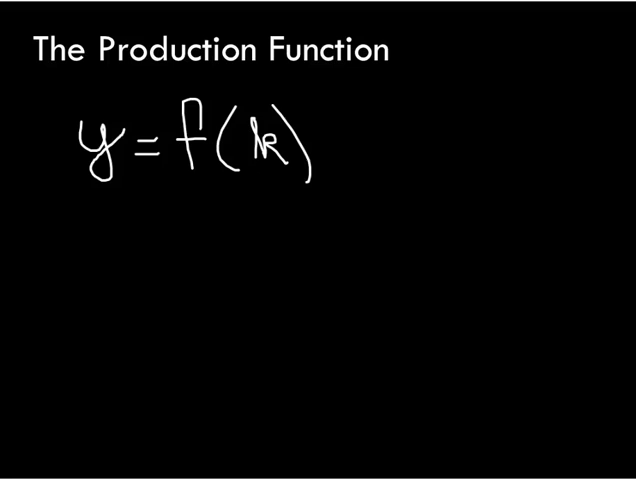 The Production Function
y = f(k)